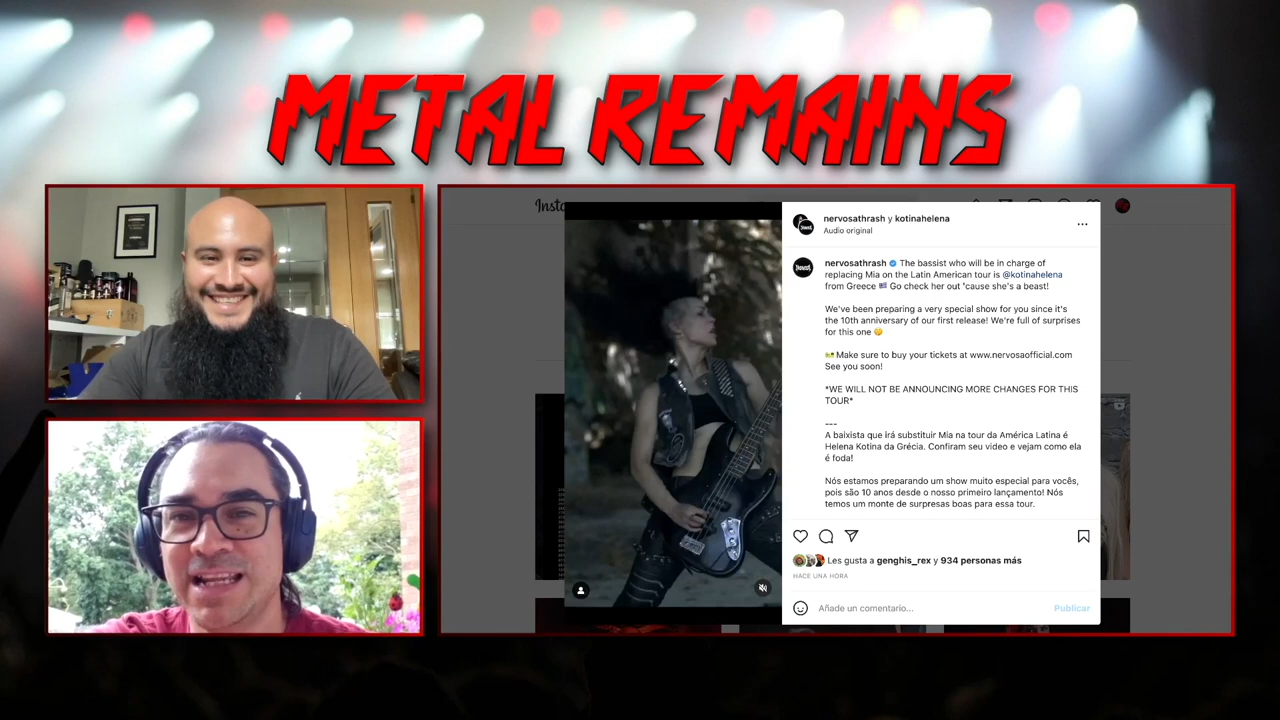 METAL REMAINS
Insta
nervosathrash y kotinahelena
Audio original
nervosathrash The bassist who will be in charge of
replacing Mia on the Latin American tour is @kotinahelena
from Greece 🇬🇷 Go check her out 'cause she's a beast!
We've been preparing a very special show for you since it's
the 10th anniversary of our first release! We're full of surprises
for this one 😏
🎫 Make sure to buy your tickets at www.nervosaofficial.com
See you soon!
*WE WILL NOT BE ANNOUNCING MORE CHANGES FOR THIS
TOUR*
---
A baixista que irá substituir Mia na tour da América Latina é
Helena Kotina da Grécia. Confiram seu video e vejam como ela
é foda!
Nós estamos preparando um show muito especial para vocês,
pois são 10 anos desde o nosso primeiro lançamento! Nós
temos um monte de surpresas boas para essa tour.
Les gusta a genghis_rex y 934 personas más
HACE UNA HORA
Añade un comentario...
Publicar